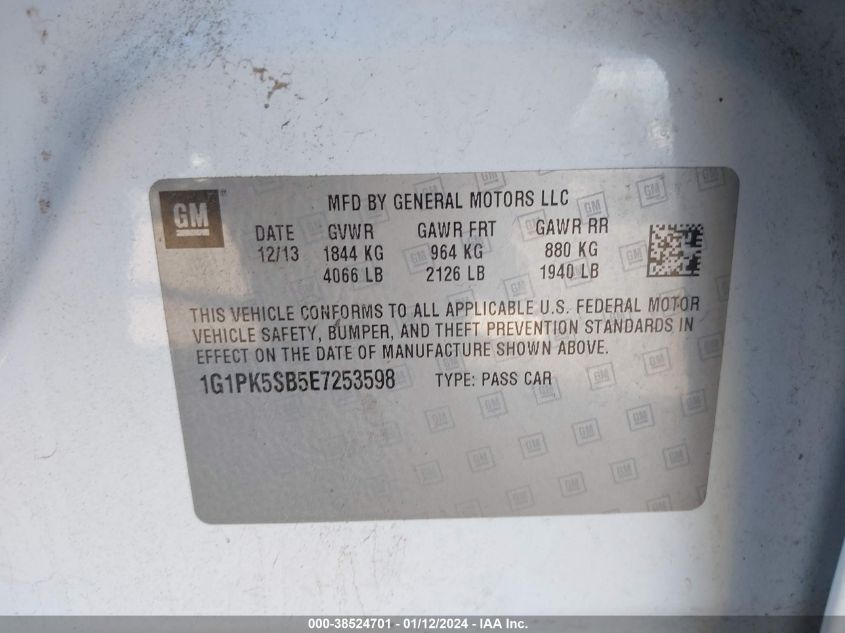 GM
MFD BY GENERAL MOTORS LLC
DATE GVWR GAWR FRT GAWR RR
12/13 1844 KG 964 KG 880 KG
4066 LB 2126 LB 1940 LB
THIS VEHICLE CONFORMS TO ALL APPLICABLE U.S. FEDERAL MOTOR
VEHICLE SAFETY, BUMPER, AND THEFT PREVENTION STANDARDS IN
EFFECT ON THE DATE OF MANUFACTURE SHOWN ABOVE.
1G1PK5SB5E7253598 TYPE: PASS CAR
000-38524701 - 01/12/2024 - IAA Inc.